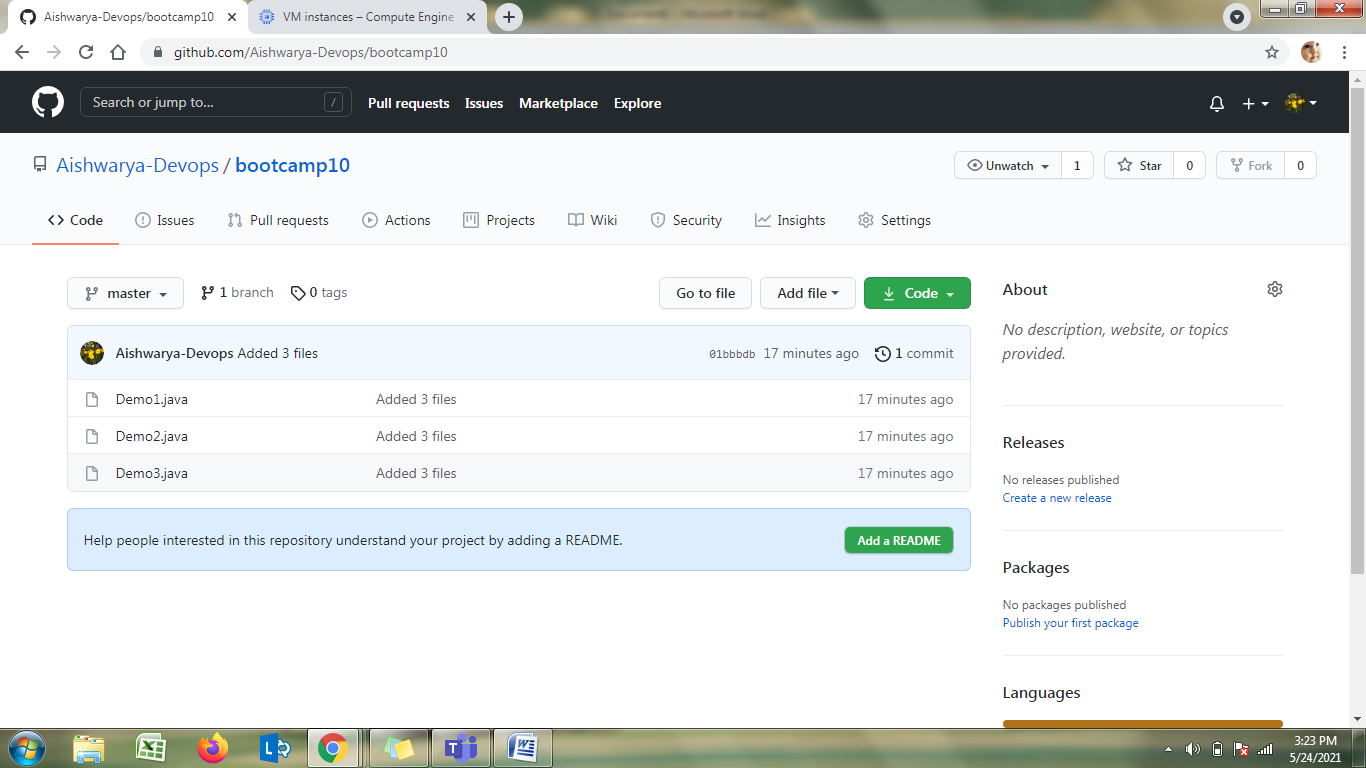 Aishwarya-Devops/bootcamp10
VM instances – Compute Engine
github.com/Aishwarya-Devops/bootcamp10
Search or jump to... /
Pull requests Issues Marketplace Explore
Aishwarya-Devops / bootcamp10
Unwatch 1 Star 0 Fork 0
Code Issues Pull requests Actions Projects Wiki Security Insights Settings
master 1 branch 0 tags Go to file Add file Code
Aishwarya-Devops Added 3 files 01bbbdb 17 minutes ago 1 commit
Demo1.java Added 3 files 17 minutes ago
Demo2.java Added 3 files 17 minutes ago
Demo3.java Added 3 files 17 minutes ago
Help people interested in this repository understand your project by adding a README. Add a README
About
No description, website, or topics
provided.
Releases
No releases published
Create a new release
Packages
No packages published
Publish your first package
Languages
3:23 PM
5/24/2021